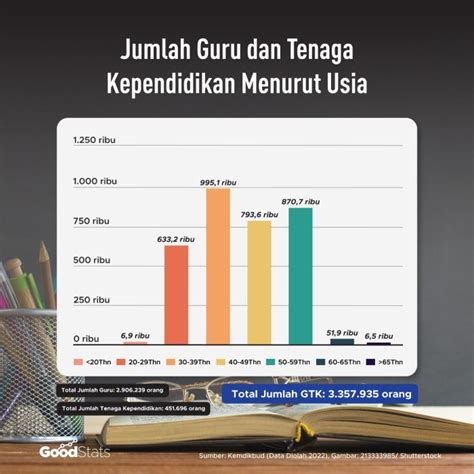 Jumlah Guru dan Tenaga
Kependidikan Menurut Usia
1.250 ribu
1.000 ribu
750 ribu
500 ribu
250 ribu
0 ribu
6,9 ribu
633,2 ribu
995,1 ribu
793,6 ribu
870,7 ribu
51,9 ribu
6,5 ribu
<20Thn 20-29Thn 30-39Thn 40-49Thn 50-59Thn 60-65Thn >65Thn
Total Jumlah Guru: 2.906.239 orang
Total Jumlah Tenaga Kependidikan: 451.696 orang
Total Jumlah GTK: 3.357.935 orang
GoodStats
Sumber: Kemdikbud (Data Diolah 2022), Gambar: 213333985/ Shutterstock